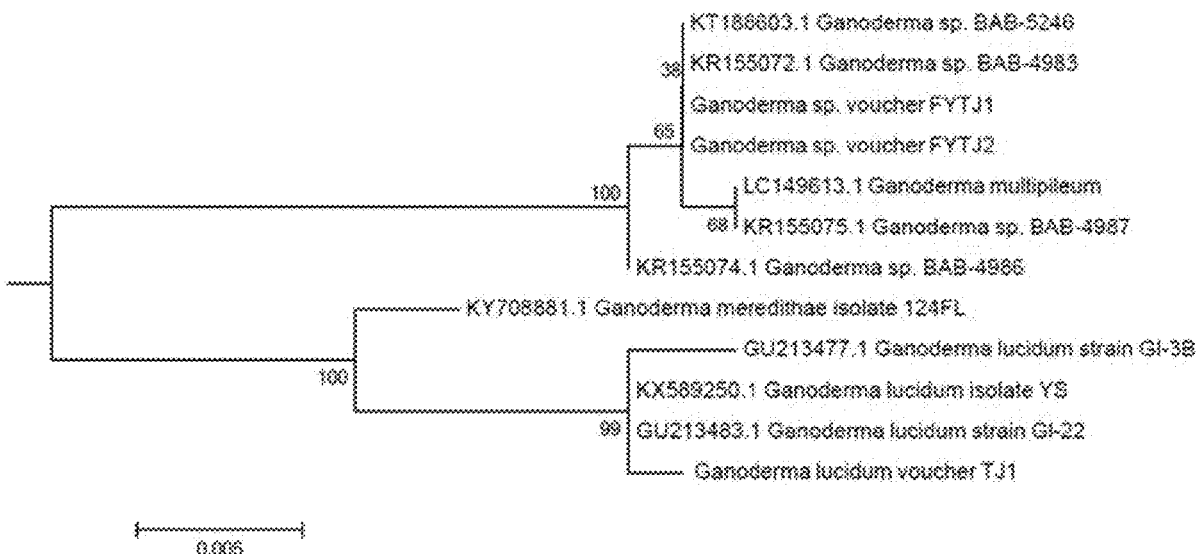 KT186603.1 Ganoderma sp. BAB-5246
KR155072.1 Ganoderma sp. BAB-4983
36
Ganoderma sp. voucher FYTJ1
65
Ganoderma sp. voucher FYTJ2
LC149613.1 Ganoderma multipileum
100
68
KR155075.1 Ganoderma sp. BAB-4987
KR155074.1 Ganoderma sp. BAB-4986
KY708881.1 Ganoderma meredithae isolate 124FL
GU213477.1 Ganoderma lucidum strain Gl-3B
100
KX589250.1 Ganoderma lucidum isolate YS
99
GU213483.1 Ganoderma lucidum strain Gl-22
Ganoderma lucidum voucher TJ1
0.005